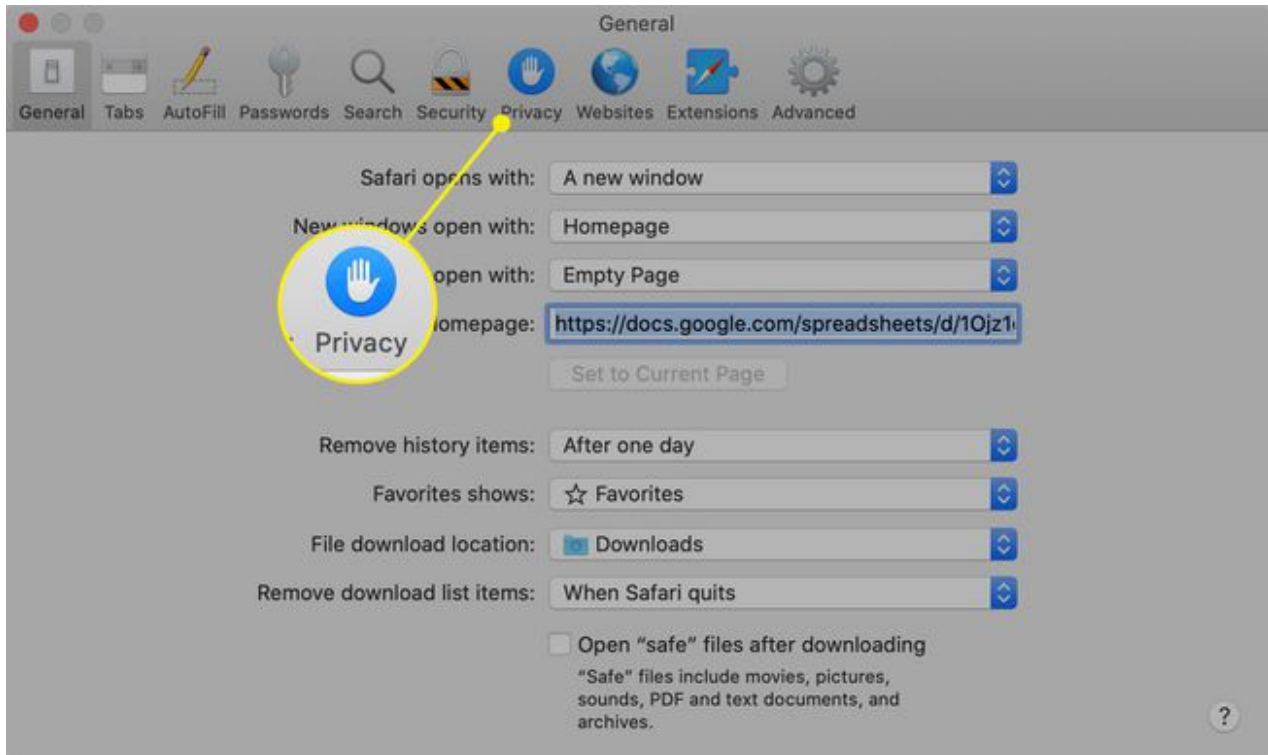 General
General Tabs AutoFill Passwords Search Security Privacy Websites Extensions Advanced
Safari opens with: A new window
New windows open with: Homepage
open with: Empty Page
omepage: https://docs.google.com/spreadsheets/d/1Ojz1
Privacy
Set to Current Page
Remove history items: After one day
Favorites shows: Favorites
File download location: Downloads
Remove download list items: When Safari quits
Open “safe” files after downloading
“Safe” files include movies, pictures,
sounds, PDF and text documents, and
archives.
?